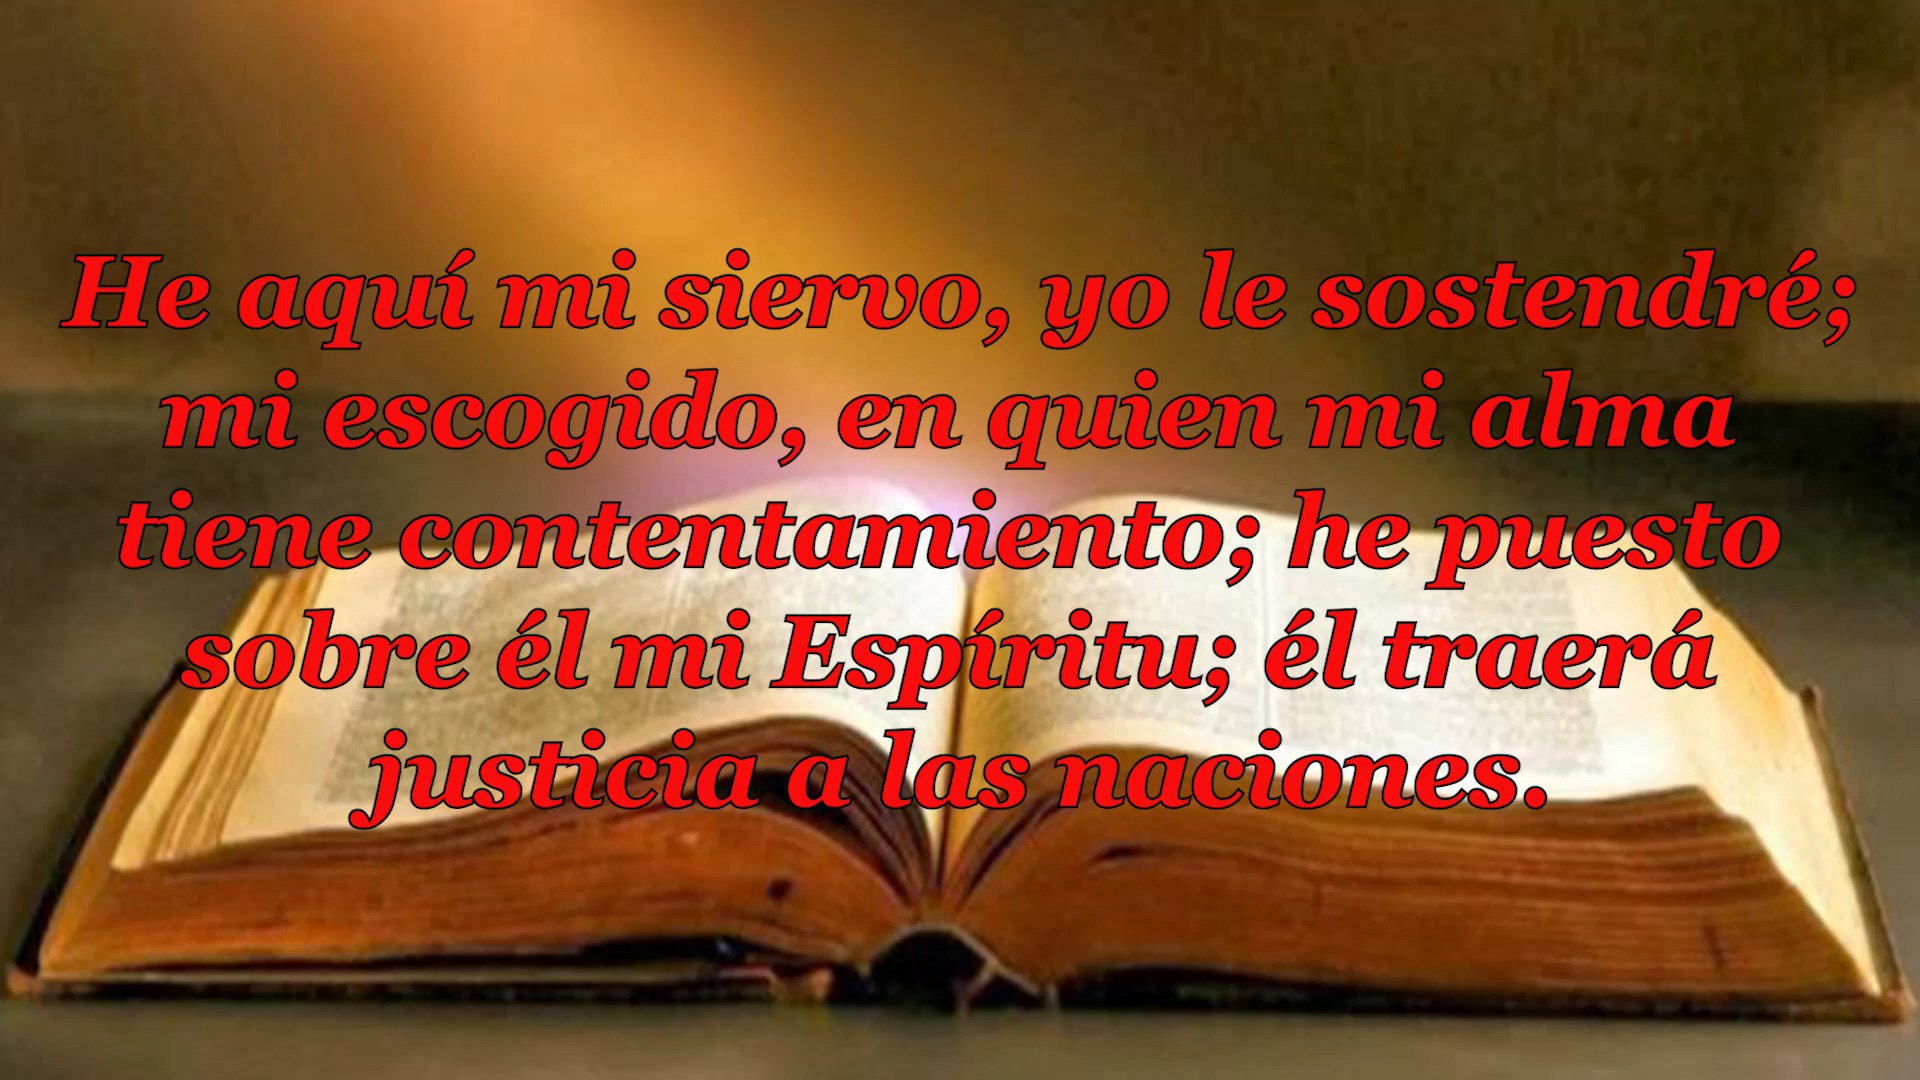 He aquí mi siervo, yo le sostendré;
mi escogido, en quien mi alma
tiene contentamiento; he puesto
sobre él mi Espíritu; él traerá
justicia a las naciones.